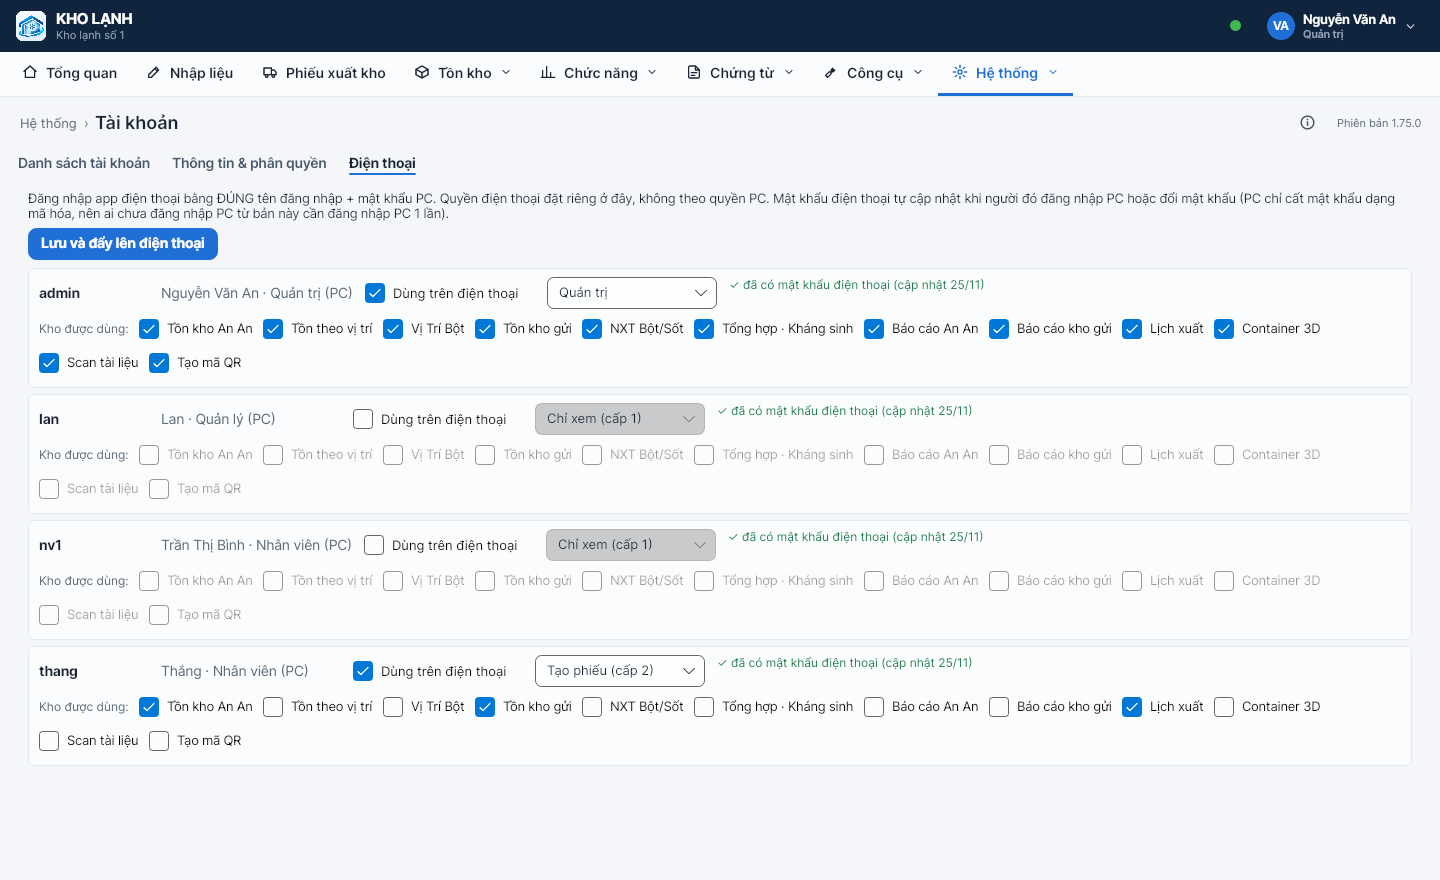 KHO LẠNH
Kho lạnh số 1
VA
Nguyễn Văn An
Quản trị
Tổng quan
Nhập liệu
Phiếu xuất kho
Tồn kho
Chức năng
Chứng từ
Công cụ
Hệ thống
Hệ thống › Tài khoản
Phiên bản 1.75.0
Danh sách tài khoản
Thông tin & phân quyền
Điện thoại
Đăng nhập app điện thoại bằng ĐÚNG tên đăng nhập + mật khẩu PC. Quyền điện thoại đặt riêng ở đây, không theo quyền PC. Mật khẩu điện thoại tự cập nhật khi người đó đăng nhập PC hoặc đổi mật khẩu (PC chỉ cất mật khẩu dạng
mã hóa, nên ai chưa đăng nhập PC từ bản này cần đăng nhập PC 1 lần).
Lưu và đẩy lên điện thoại
admin Nguyễn Văn An · Quản trị (PC) Dùng trên điện thoại Quản trị ✓ đã có mật khẩu điện thoại (cập nhật 25/11)
Kho được dùng: Tồn kho An An Tồn theo vị trí Vị Trí Bột Tồn kho gửi NXT Bột/Sốt Tổng hợp · Kháng sinh Báo cáo An An Báo cáo kho gửi Lịch xuất Container 3D
Scan tài liệu Tạo mã QR
lan Lan · Quản lý (PC) Dùng trên điện thoại Chỉ xem (cấp 1) ✓ đã có mật khẩu điện thoại (cập nhật 25/11)
Kho được dùng: Tồn kho An An Tồn theo vị trí Vị Trí Bột Tồn kho gửi NXT Bột/Sốt Tổng hợp · Kháng sinh Báo cáo An An Báo cáo kho gửi Lịch xuất Container 3D
Scan tài liệu Tạo mã QR
nv1 Trần Thị Bình · Nhân viên (PC) Dùng trên điện thoại Chỉ xem (cấp 1) ✓ đã có mật khẩu điện thoại (cập nhật 25/11)
Kho được dùng: Tồn kho An An Tồn theo vị trí Vị Trí Bột Tồn kho gửi NXT Bột/Sốt Tổng hợp · Kháng sinh Báo cáo An An Báo cáo kho gửi Lịch xuất Container 3D
Scan tài liệu Tạo mã QR
thang Thắng · Nhân viên (PC) Dùng trên điện thoại Tạo phiếu (cấp 2) ✓ đã có mật khẩu điện thoại (cập nhật 25/11)
Kho được dùng: Tồn kho An An Tồn theo vị trí Vị Trí Bột Tồn kho gửi NXT Bột/Sốt Tổng hợp · Kháng sinh Báo cáo An An Báo cáo kho gửi Lịch xuất Container 3D
Scan tài liệu Tạo mã QR